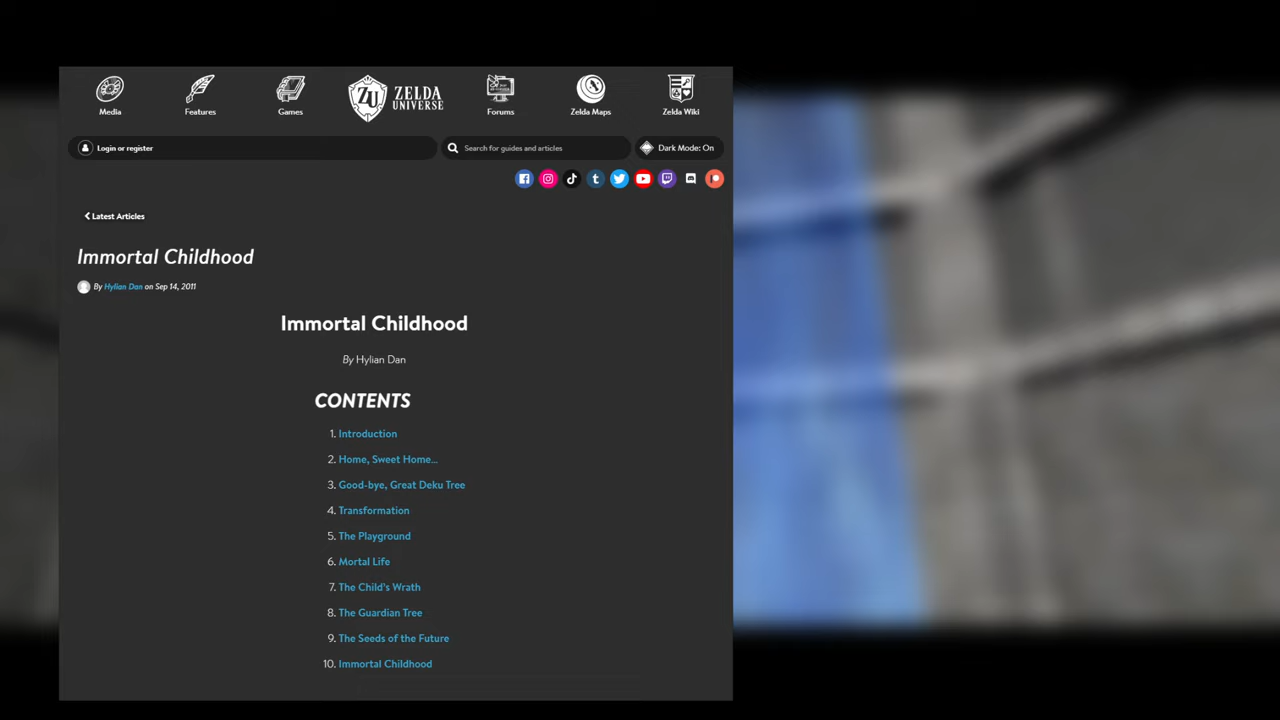 Media
Features
Games
ZU ZELDA UNIVERSE
Forums
Zelda Maps
Zelda Wiki
Login or register
Search for guides and articles
Dark Mode: On
Latest Articles
Immortal Childhood
By Hylian Dan on Sep 14, 2011
Immortal Childhood
By Hylian Dan
CONTENTS
1. Introduction
2. Home, Sweet Home...
3. Good-bye, Great Deku Tree
4. Transformation
5. The Playground
6. Mortal Life
7. The Child's Wrath
8. The Guardian Tree
9. The Seeds of the Future
10. Immortal Childhood